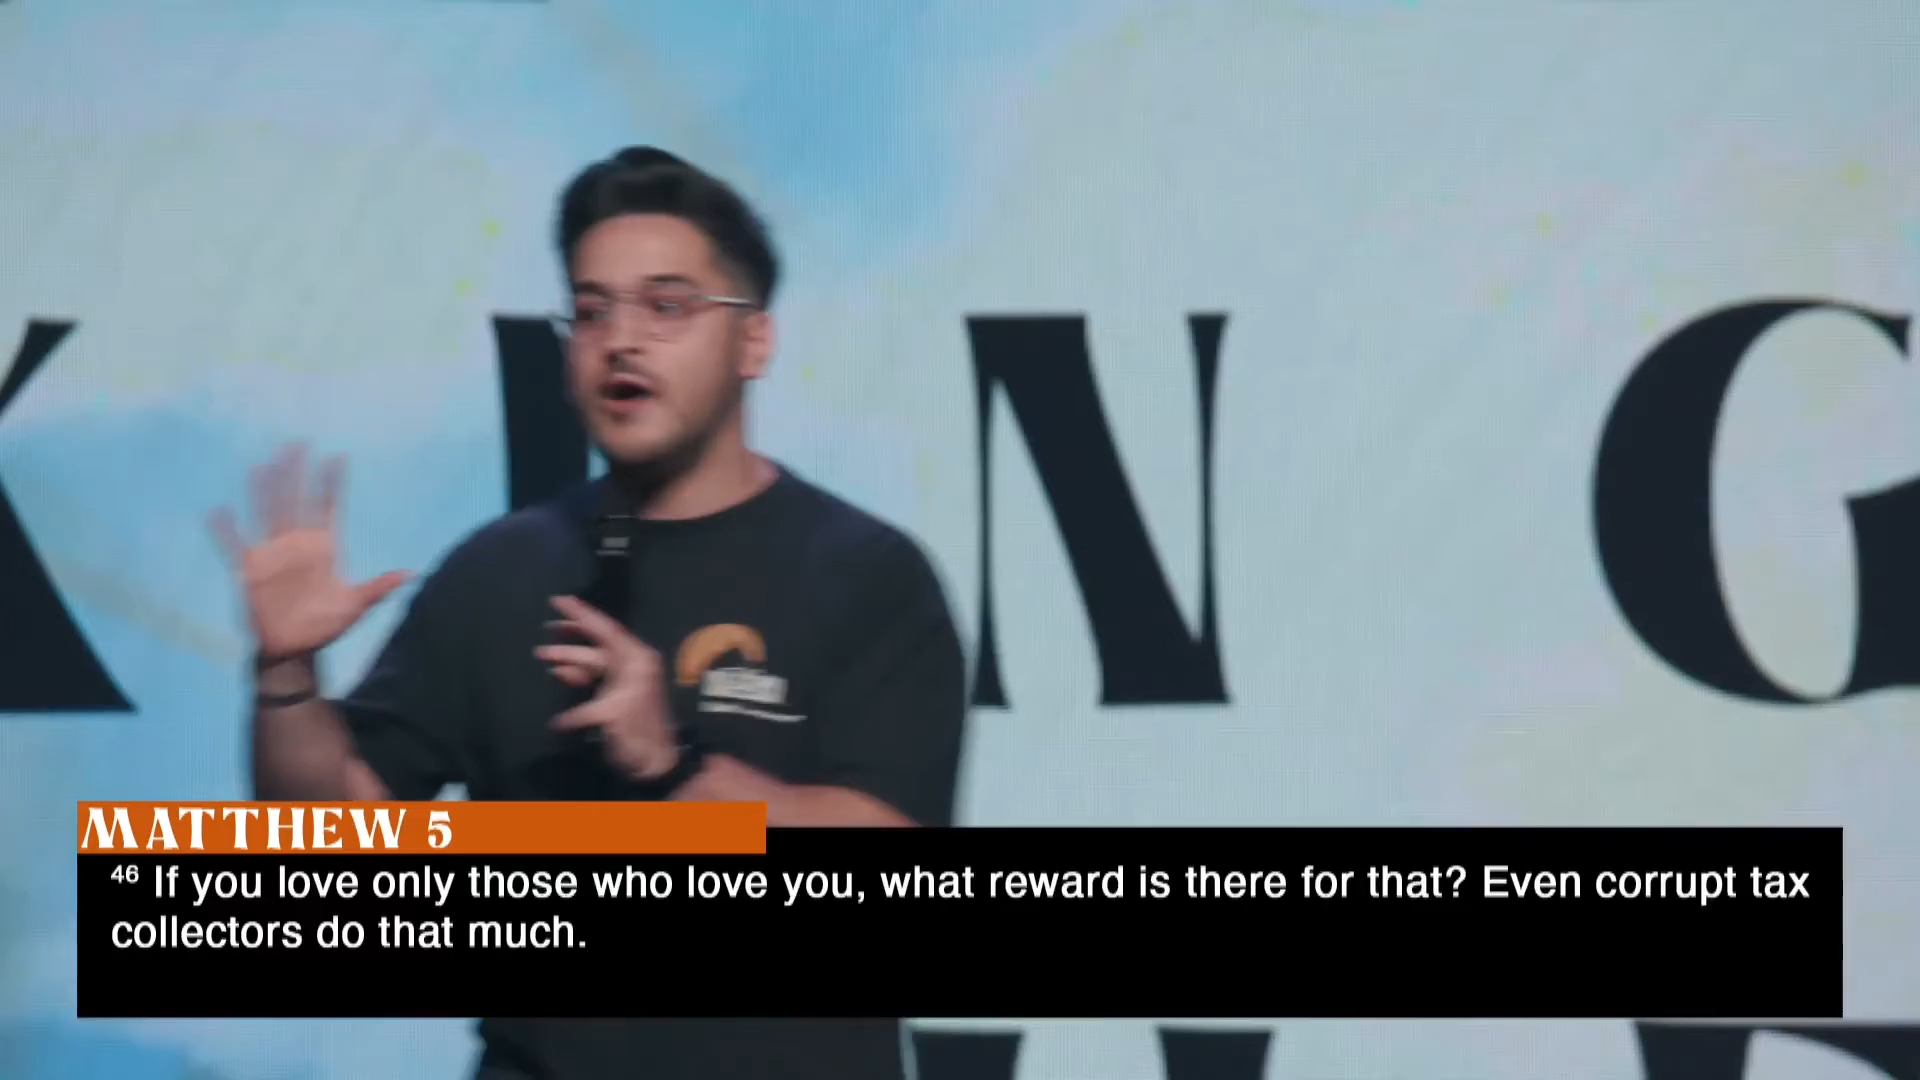 K I N G
MATTHEW 5
46 If you love only those who love you, what reward is there for that? Even corrupt tax
collectors do that much.